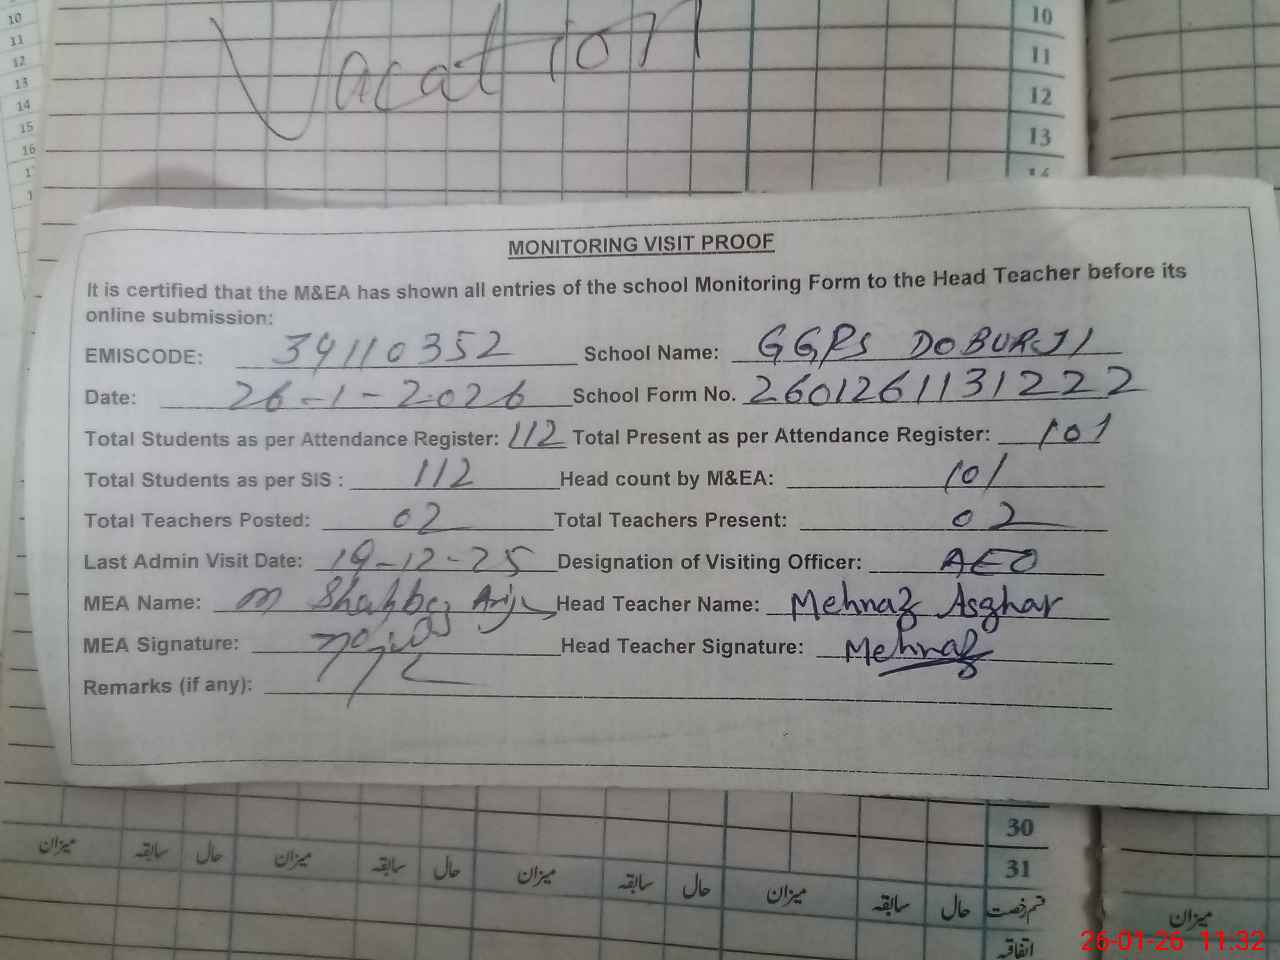 10
11
12
13
14
15
16
Vacation
10
11
12
13
14
MONITORING VISIT PROOF
It is certified that the M&EA has shown all entries of the school Monitoring Form to the Head Teacher before its
online submission:
EMISCODE: 34110352 School Name: GGPS DOBURJI
Date: 26-1-2026 School Form No. 2601261131222
Total Students as per Attendance Register: 112 Total Present as per Attendance Register: 101
Total Students as per SIS : 112 Head count by M&EA: 101
Total Teachers Posted: 02 Total Teachers Present: 02
Last Admin Visit Date: 19-12-25 Designation of Visiting Officer: AEO
MEA Name: M Shahbaz Head Teacher Name: Mehnaz Asghar
MEA Signature: Head Teacher Signature: Mehnaz
Remarks (if any):
30
31
میزان سابقہ حال میزان سابقہ حال میزان سابقہ حال میزان سابقہ حال قسم رخصت میزان
اتفاقیہ
26-01-26 11:32